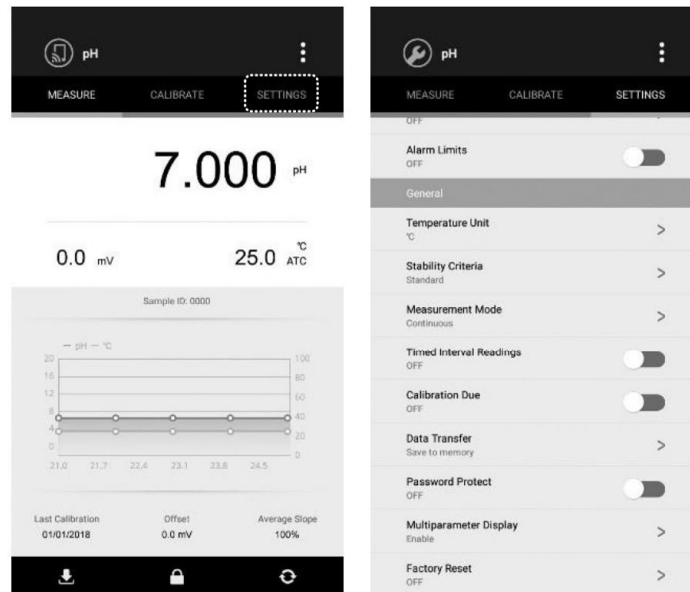 pH
MEASURE CALIBRATE SETTINGS
7.000 pH
0.0 mV 25.0 °C ATC
Sample ID: 0000
pH °C
20 100
16 80
12 60
8 40
4 20
0 0
21.0 21.7 22.4 23.1 23.8 24.5
Last Calibration Offset Average Slope
01/01/2018 0.0 mV 100%
pH
MEASURE CALIBRATE SETTINGS
OFF
Alarm Limits
OFF
General
Temperature Unit
°C
Stability Criteria
Standard
Measurement Mode
Continuous
Timed Interval Readings
OFF
Calibration Due
OFF
Data Transfer
Save to memory
Password Protect
OFF
Multiparameter Display
Enable
Factory Reset
OFF